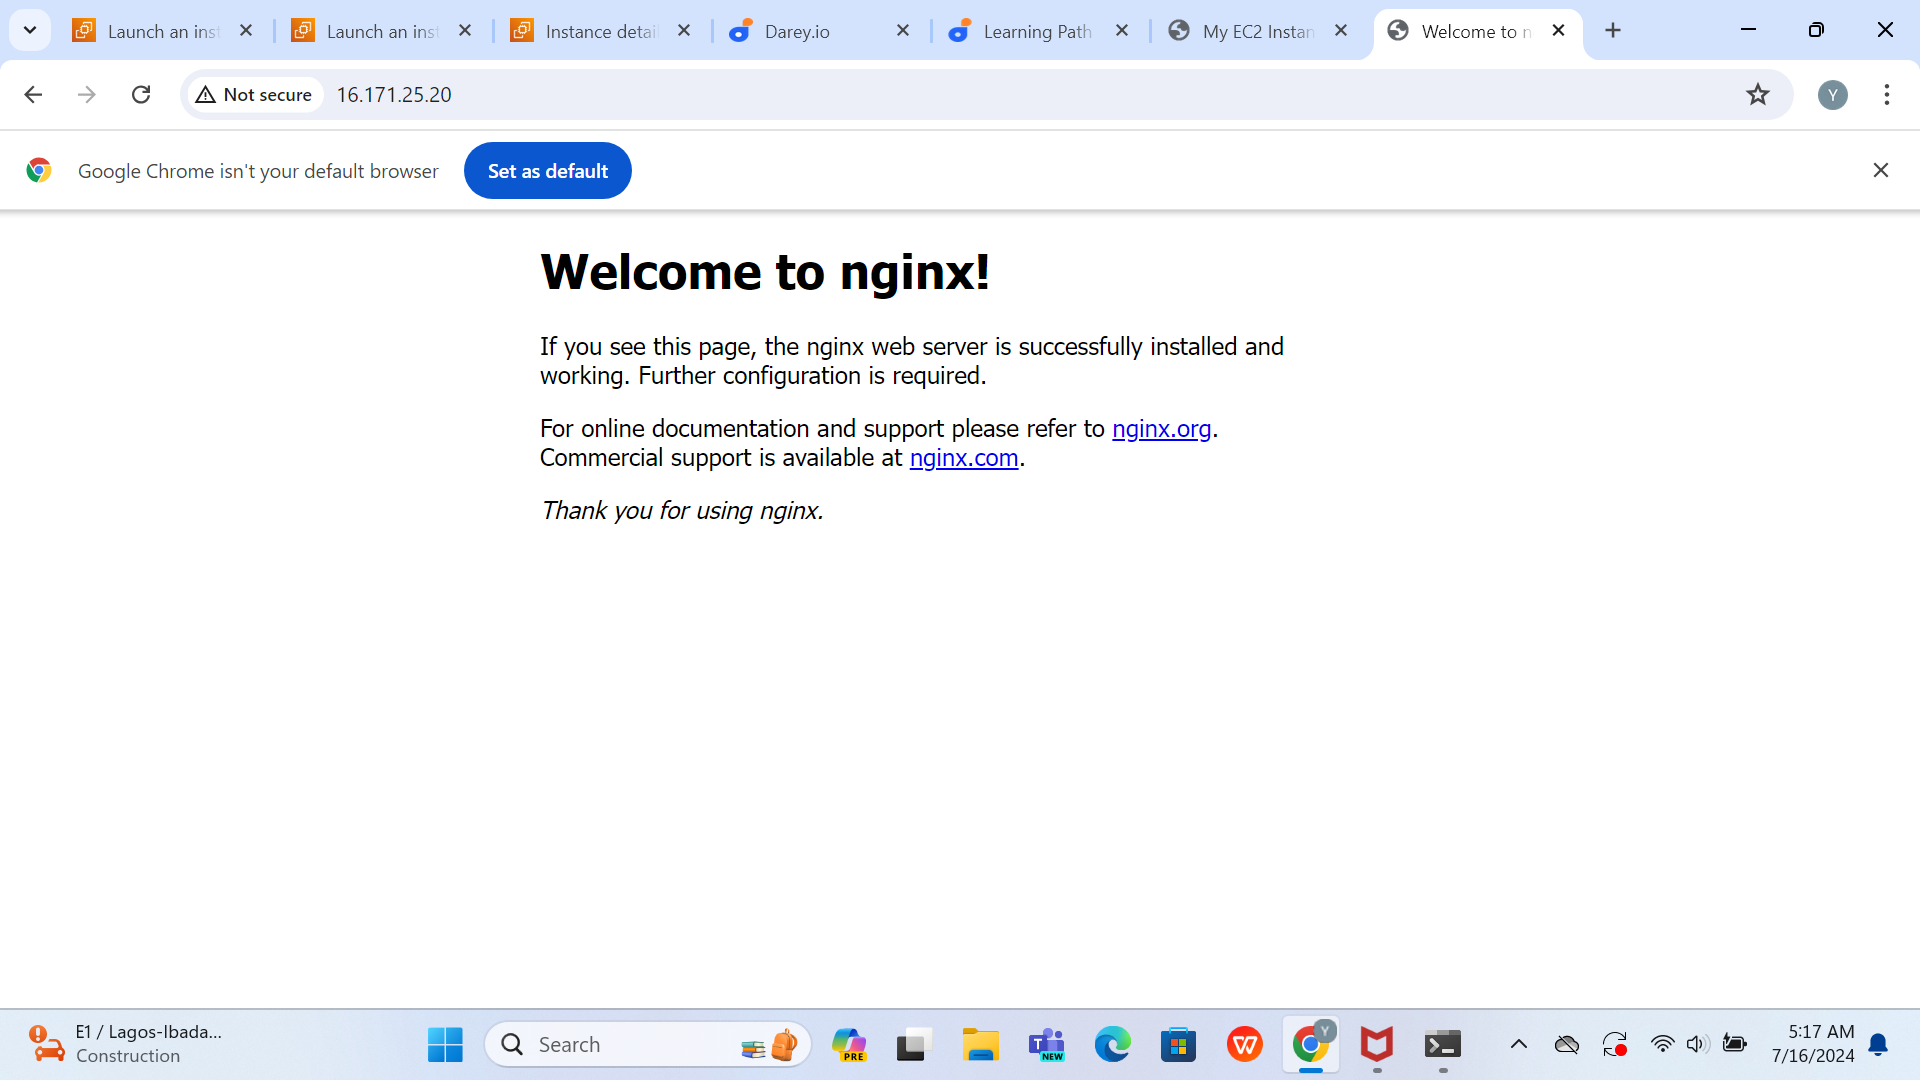 Launch an inst
Launch an inst
Instance detail
Darey.io
Learning Path
My EC2 Instan
Welcome to n
Not secure
16.171.25.20
Y
Google Chrome isn't your default browser
Set as default
Welcome to nginx!
If you see this page, the nginx web server is successfully installed and
working. Further configuration is required.
For online documentation and support please refer to nginx.org.
Commercial support is available at nginx.com.
Thank you for using nginx.
E1 / Lagos-Ibada...
Construction
Search
PRE
T
NEW
W
Y
5:17 AM
7/16/2024